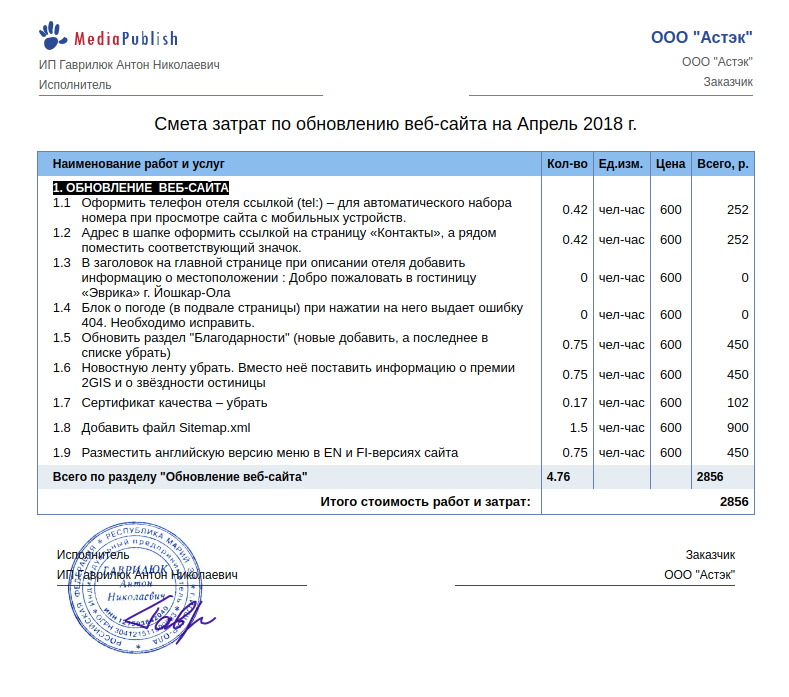 MediaPublish
ООО "Астэк"
ИП Гаврилюк Антон Николаевич
ООО "Астэк"
Исполнитель
Заказчик
Смета затрат по обновлению веб-сайта на Апрель 2018 г.
Наименование работ и услуг Кол-во Ед.изм. Цена Всего, р.
1. ОБНОВЛЕНИЕ ВЕБ-САЙТА
1.1 Оформить телефон отеля ссылкой (tel:) – для автоматического набора
номера при просмотре сайта с мобильных устройств. 0.42 чел-час 600 252
1.2 Адрес в шапке оформить ссылкой на страницу «Контакты», а рядом
поместить соответствующий значок. 0.42 чел-час 600 252
1.3 В заголовок на главной странице при описании отеля добавить
информацию о местоположении : Добро пожаловать в гостиницу 0 чел-час 600 0
«Эврика» г. Йошкар-Ола
1.4 Блок о погоде (в подвале страницы) при нажатии на него выдает ошибку
404. Необходимо исправить. 0 чел-час 600 0
1.5 Обновить раздел "Благодарности" (новые добавить, а последнее в
списке убрать) 0.75 чел-час 600 450
1.6 Новостную ленту убрать. Вместо неё поставить информацию о премии
2GIS и о звёздности остиницы 0.75 чел-час 600 450
1.7 Сертификат качества – убрать 0.17 чел-час 600 102
1.8 Добавить файл Sitemap.xml 1.5 чел-час 600 900
1.9 Разместить английскую версию меню в EN и FI-версиях сайта 0.75 чел-час 600 450
Всего по разделу "Обновление веб-сайта" 4.76 2856
Итого стоимость работ и затрат: 2856
Исполнитель
Заказчик
ИП Гаврилюк Антон Николаевич
ООО "Астэк"
РОССИЙСКАЯ ФЕДЕРАЦИЯ * РЕСПУБЛИКА МАРИЙ
Индивидуальный предприниматель
ГАВРИЛЮК
Антон
Николаевич